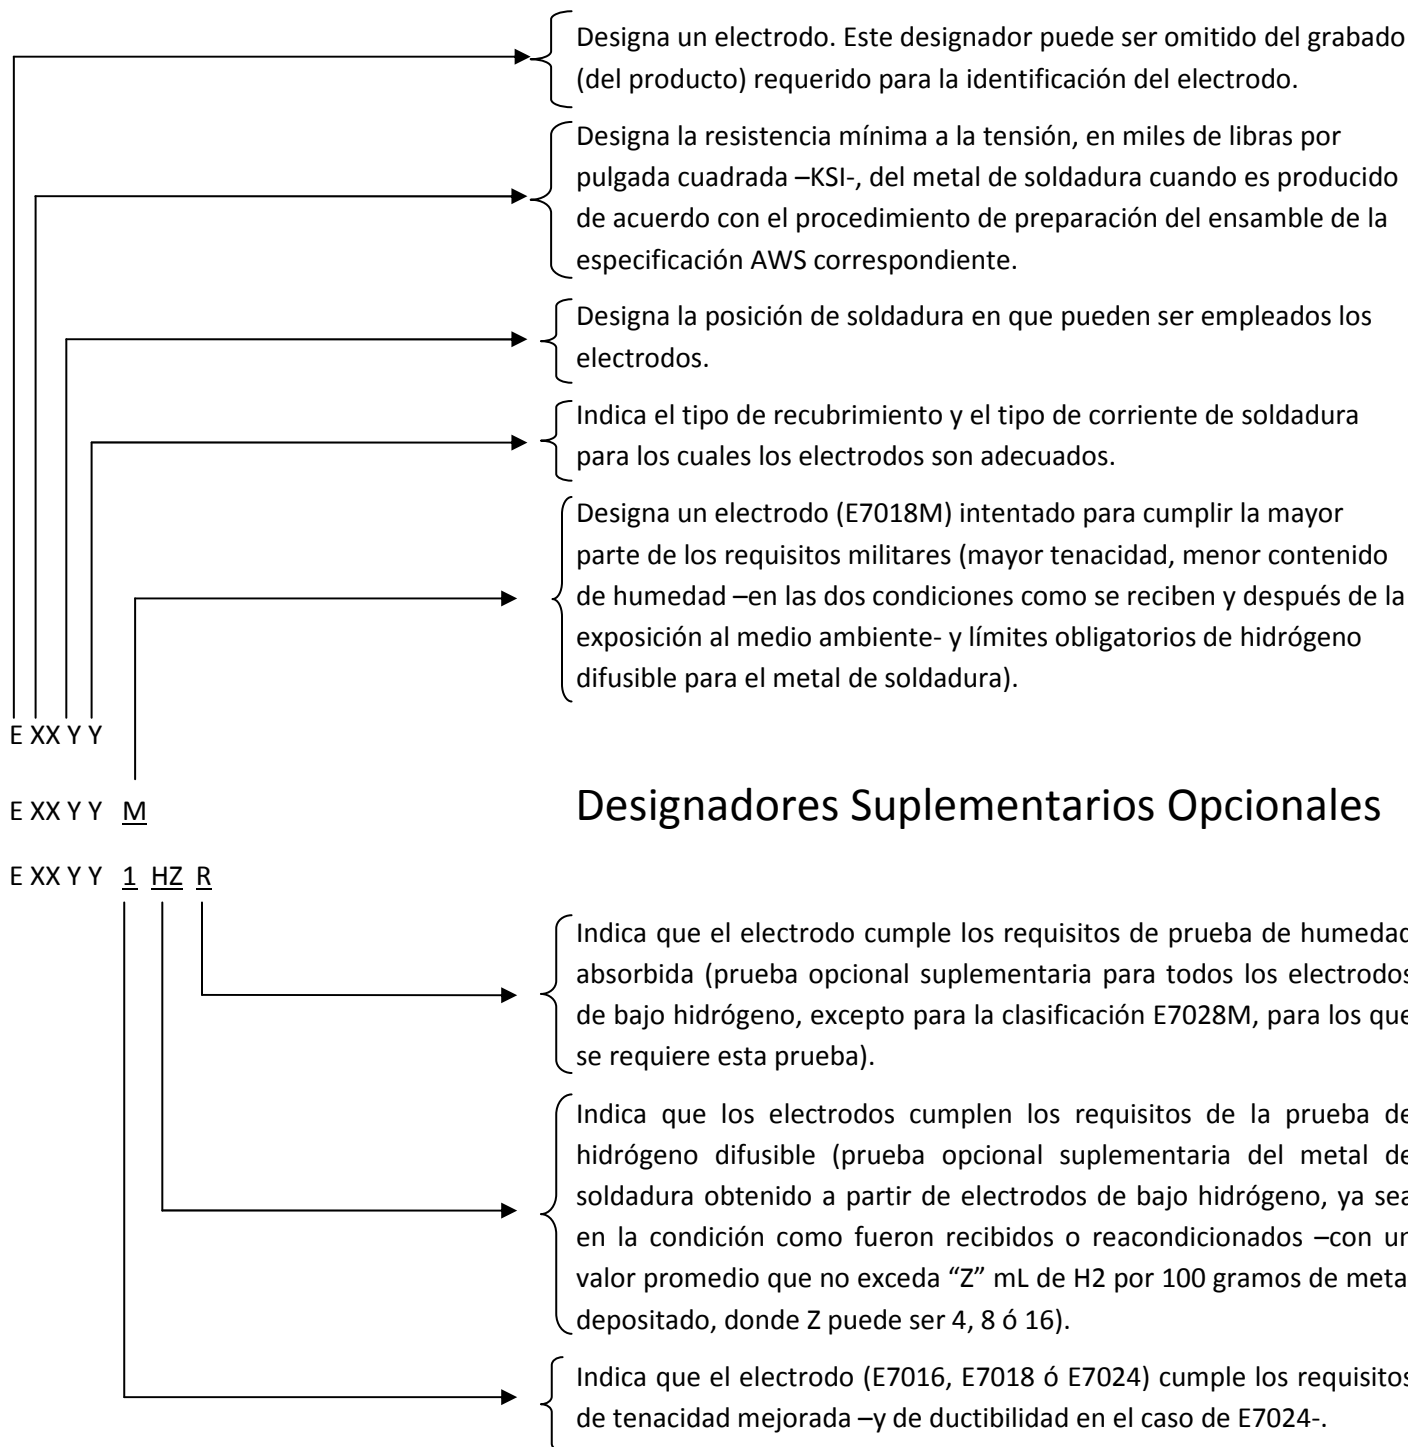 Designa un electrodo. Este designador puede ser omitido del grabado
(del producto) requerido para la identificación del electrodo.
Designa la resistencia mínima a la tensión, en miles de libras por
pulgada cuadrada –KSI-, del metal de soldadura cuando es producido
de acuerdo con el procedimiento de preparación del ensamble de la
especificación AWS correspondiente.
Designa la posición de soldadura en que pueden ser empleados los
electrodos.
Indica el tipo de recubrimiento y el tipo de corriente de soldadura
para los cuales los electrodos son adecuados.
Designa un electrodo (E7018M) intentado para cumplir la mayor
parte de los requisitos militares (mayor tenacidad, menor contenido
de humedad –en las dos condiciones como se reciben y después de la
exposición al medio ambiente- y límites obligatorios de hidrógeno
difusible para el metal de soldadura).
E XX Y Y
E XX Y Y M
Designadores Suplementarios Opcionales
E XX Y Y 1 HZ R
Indica que el electrodo cumple los requisitos de prueba de humedad
absorbida (prueba opcional suplementaria para todos los electrodos
de bajo hidrógeno, excepto para la clasificación E7028M, para los que
se requiere esta prueba).
Indica que los electrodos cumplen los requisitos de la prueba de
hidrógeno difusible (prueba opcional suplementaria del metal de
soldadura obtenido a partir de electrodos de bajo hidrógeno, ya sea
en la condición como fueron recibidos o reacondicionados –con un
valor promedio que no exceda “Z” mL de H2 por 100 gramos de metal
depositado, donde Z puede ser 4, 8 ó 16).
Indica que el electrodo (E7016, E7018 ó E7024) cumple los requisitos
de tenacidad mejorada –y de ductibilidad en el caso de E7024-.